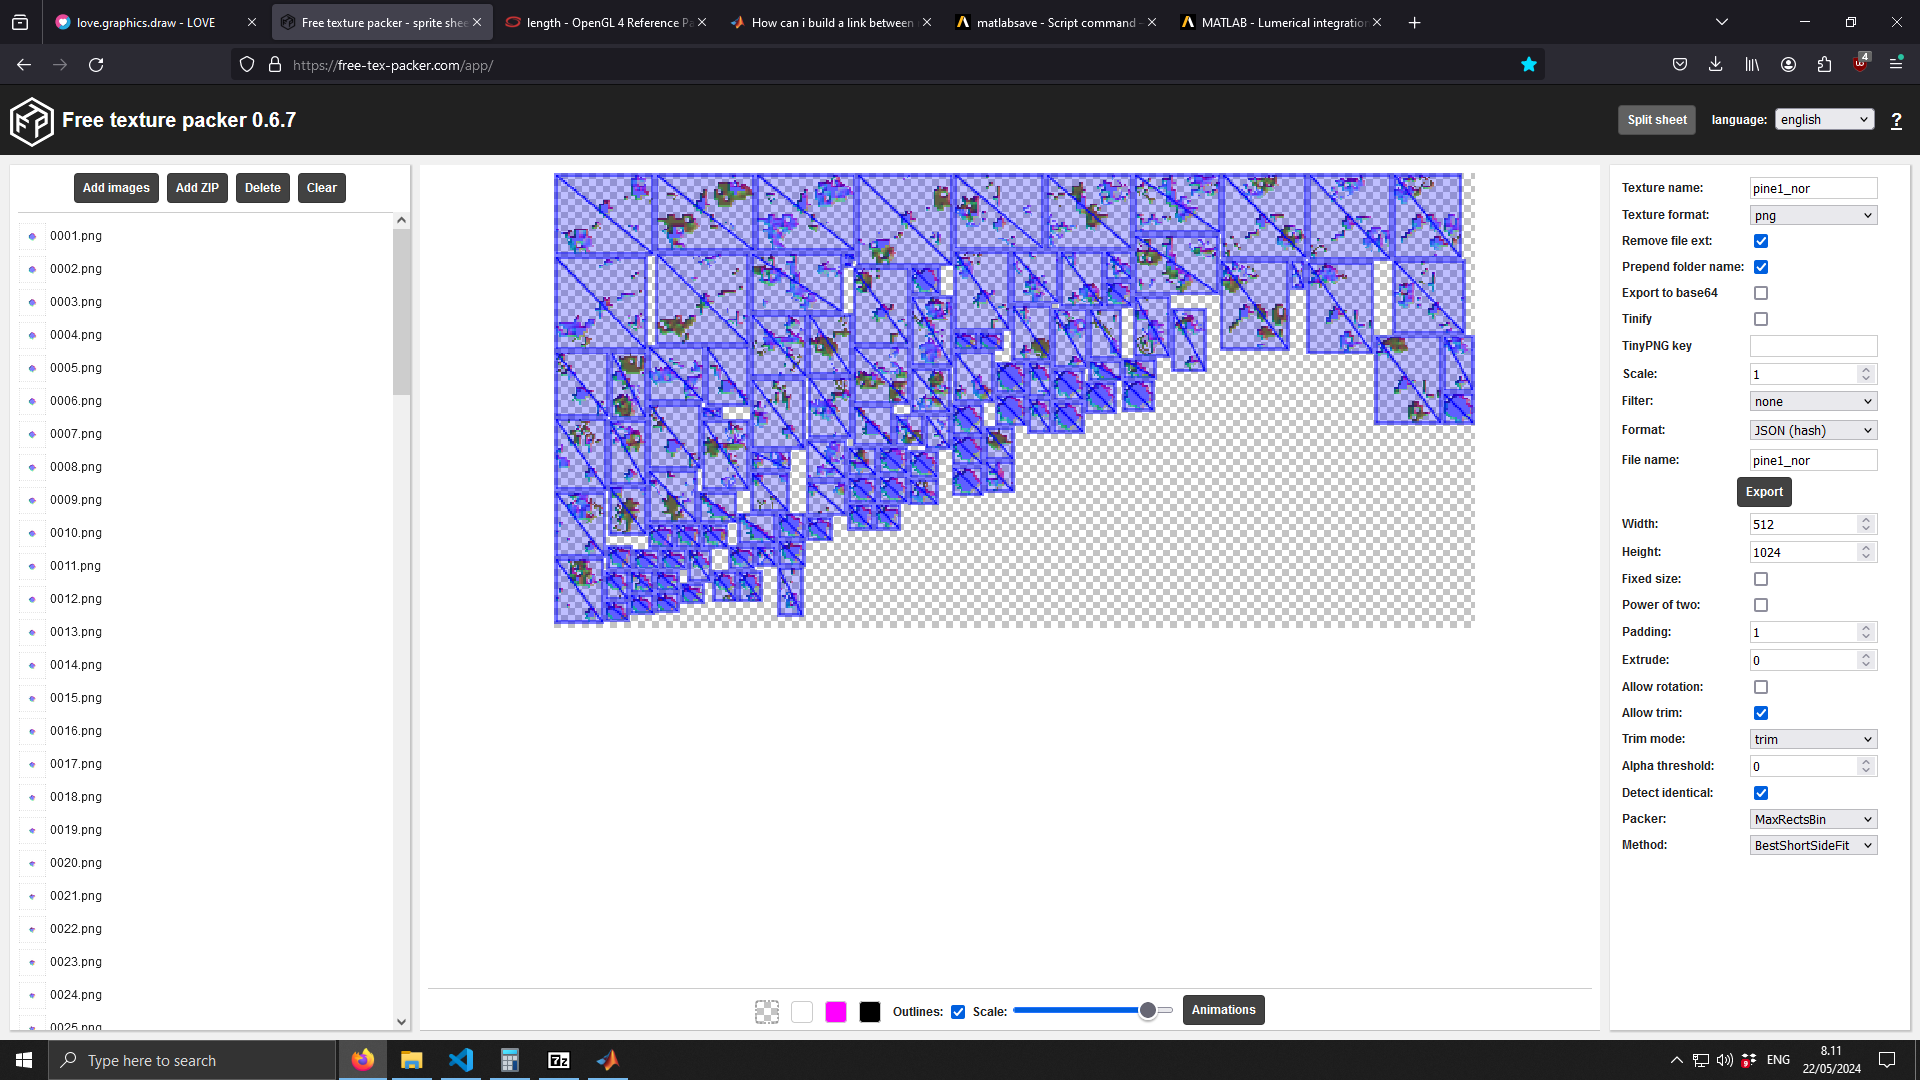 love.graphics.draw - LOVE
Free texture packer - sprite shee
length - OpenGL 4 Reference Pa
How can i build a link between
matlabsave - Script command -
MATLAB - Lumerical integration
https://free-tex-packer.com/app/
4
Free texture packer 0.6.7
Split sheet
language:
english
?
Add images
Add ZIP
Delete
Clear
0001.png
0002.png
0003.png
0004.png
0005.png
0006.png
0007.png
0008.png
0009.png
0010.png
0011.png
0012.png
0013.png
0014.png
0015.png
0016.png
0017.png
0018.png
0019.png
0020.png
0021.png
0022.png
0023.png
0024.png
0025.png
Outlines:
Scale:
Animations
Texture name: pine1_nor
Texture format: png
Remove file ext:
Prepend folder name:
Export to base64
Tinify
TinyPNG key
Scale: 1
Filter: none
Format: JSON (hash)
File name: pine1_nor
Export
Width: 512
Height: 1024
Fixed size:
Power of two:
Padding: 1
Extrude: 0
Allow rotation:
Allow trim:
Trim mode: trim
Alpha threshold: 0
Detect identical:
Packer: MaxRectsBin
Method: BestShortSideFit
Type here to search
7z
9
ENG
8.11
22/05/2024